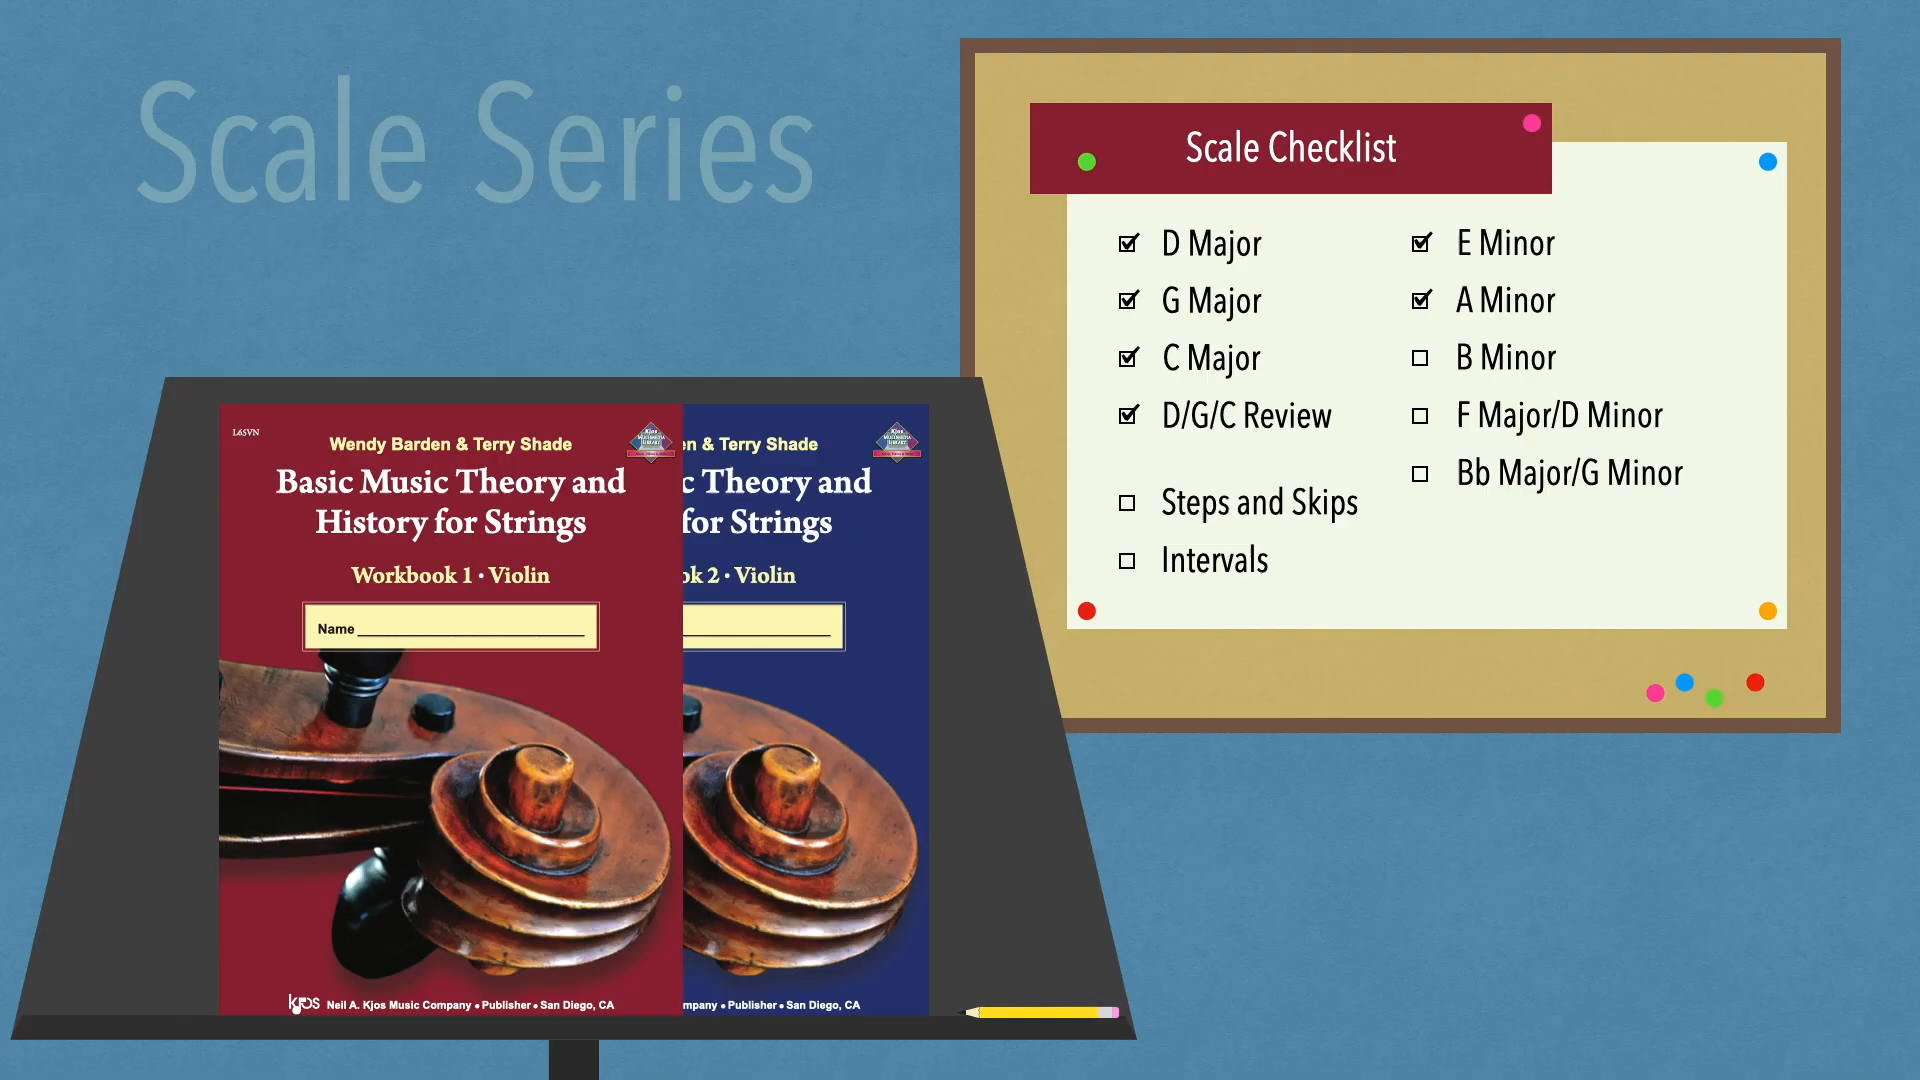 Scale Series
Scale Checklist
D Major
G Major
C Major
D/G/C Review
Steps and Skips
Intervals
E Minor
A Minor
B Minor
F Major/D Minor
Bb Major/G Minor
L65VN
Wendy Barden & Terry Shade
Basic Music Theory and
History for Strings
Workbook 1 • Violin
Name
Kjos
Neil A. Kjos Music Company • Publisher • San Diego, CA
en & Terry Shade
c Theory and
for Strings
ok 2 • Violin
mpany • Publisher • San Diego, CA